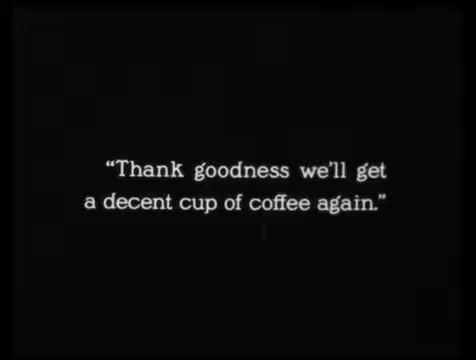 “Thank goodness we'll get
a decent cup of coffee again.”